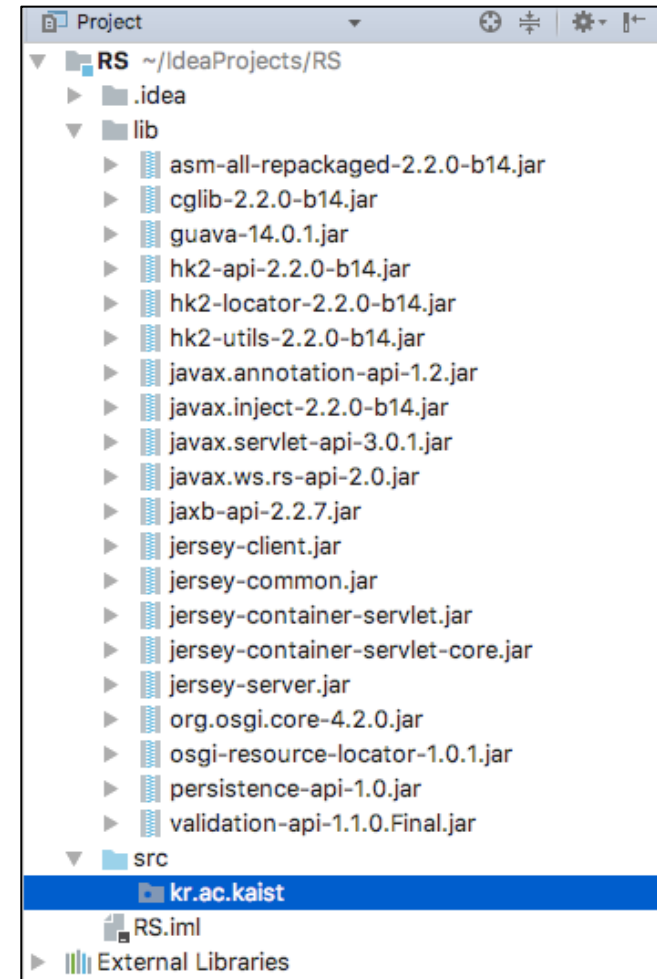 Project
RS ~/IdeaProjects/RS
.idea
lib
asm-all-repackaged-2.2.0-b14.jar
cglib-2.2.0-b14.jar
guava-14.0.1.jar
hk2-api-2.2.0-b14.jar
hk2-locator-2.2.0-b14.jar
hk2-utils-2.2.0-b14.jar
javax.annotation-api-1.2.jar
javax.inject-2.2.0-b14.jar
javax.servlet-api-3.0.1.jar
javax.ws.rs-api-2.0.jar
jaxb-api-2.2.7.jar
jersey-client.jar
jersey-common.jar
jersey-container-servlet.jar
jersey-container-servlet-core.jar
jersey-server.jar
org.osgi.core-4.2.0.jar
osgi-resource-locator-1.0.1.jar
persistence-api-1.0.jar
validation-api-1.1.0.Final.jar
src
kr.ac.kaist
RS.iml
External Libraries